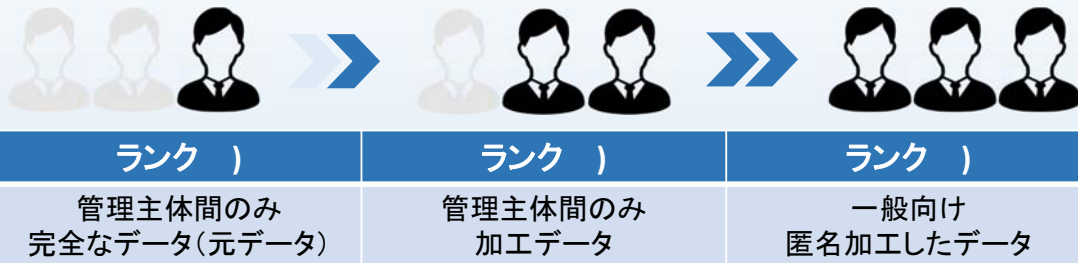 ランク )
ランク )
ランク )
管理主体間のみ
完全なデータ(元データ)
管理主体間のみ
加工データ
一般向け
匿名加工したデータ